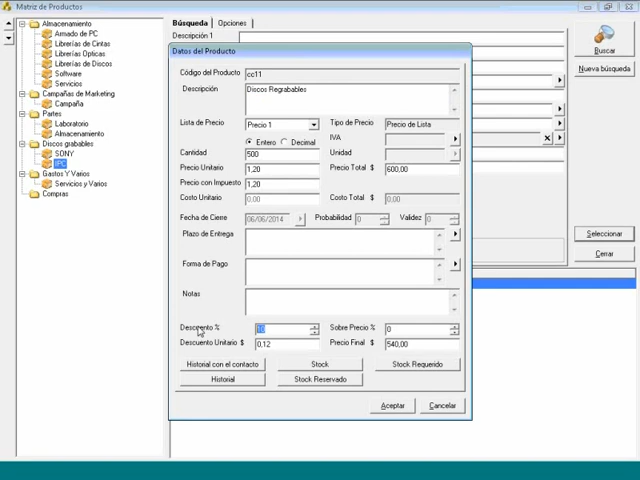 Matriz de Productos
Almacenamiento
Armado de PC
Librerías de Cintas
Librerías Opticas
Librerías de Discos
Software
Servicios
Campañas de Marketing
Campaña
Partes
Laboratorio
Almacenamiento
Discos grabables
SONY
IPC
Gastos Y Varios
Servicios y Varios
Compras
Búsqueda
Opciones
Descripción 1
Buscar
Nueva búsqueda
Seleccionar
Cerrar
Datos del Producto
Código del Producto cc11
Descripción Discos Regrabables
Lista de Precio Precio 1 Tipo de Precio Precio de Lista
Entero Decimal IVA
Cantidad 500 Unidad
Precio Unitario 1,20 Precio Total $ 600,00
Precio con Impuesto 1,20
Costo Unitario 0,00 Costo Total $ 0,00
Fecha de Cierre 06/06/2014 Probabilidad 0 Validez 0
Plazo de Entrega
Forma de Pago
Notas
Descuento % 10 Sobre Precio % 0
Descuento Unitario $ 0,12 Precio Final $ 540,00
Historial con el contacto Stock Stock Requerido
Historial Stock Reservado
Aceptar Cancelar